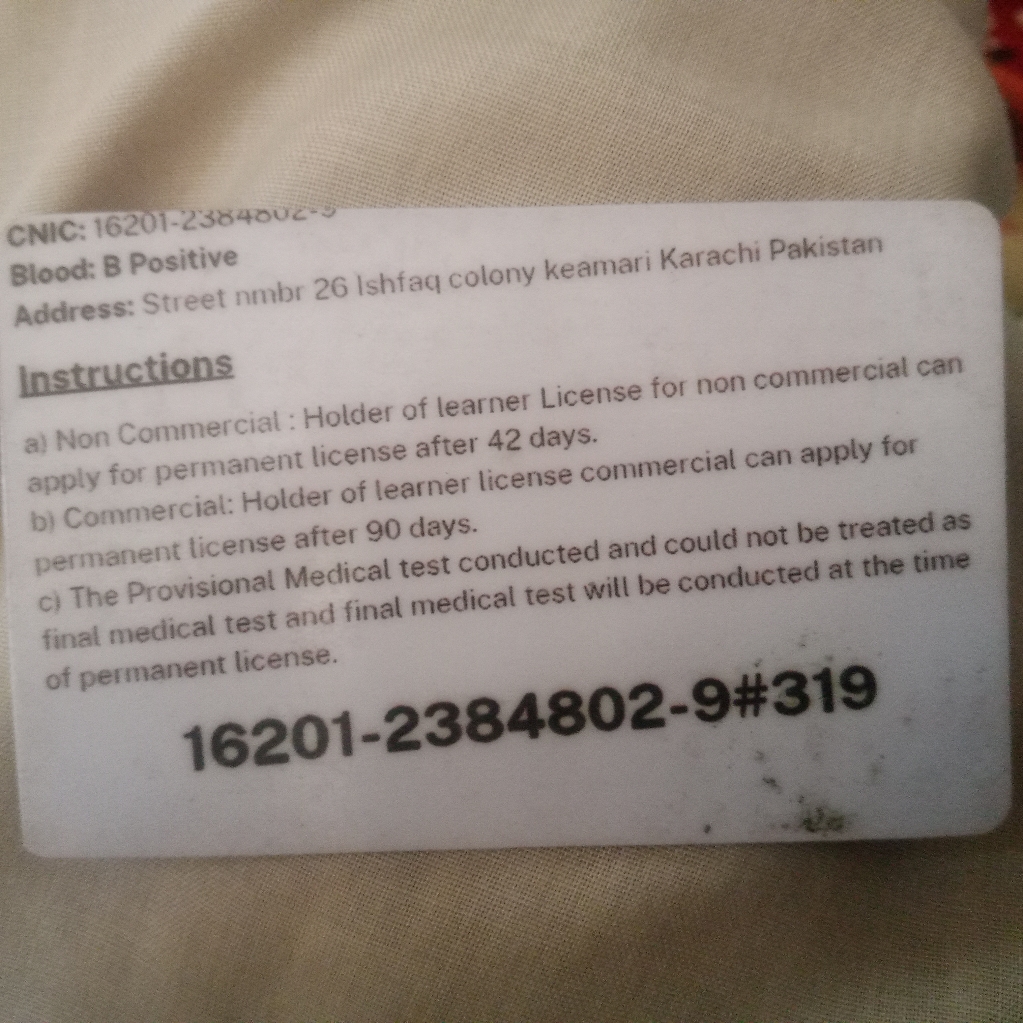 CNIC: 16201-2384802-9
Blood: B Positive
Address: Street nmbr 26 Ishfaq colony keamari Karachi Pakistan
Instructions
a) Non Commercial : Holder of learner License for non commercial can
apply for permanent license after 42 days.
b) Commercial: Holder of learner license commercial can apply for
permanent license after 90 days.
c) The Provisional Medical test conducted and could not be treated as
final medical test and final medical test will be conducted at the time
of permanent license.
16201-2384802-9#319